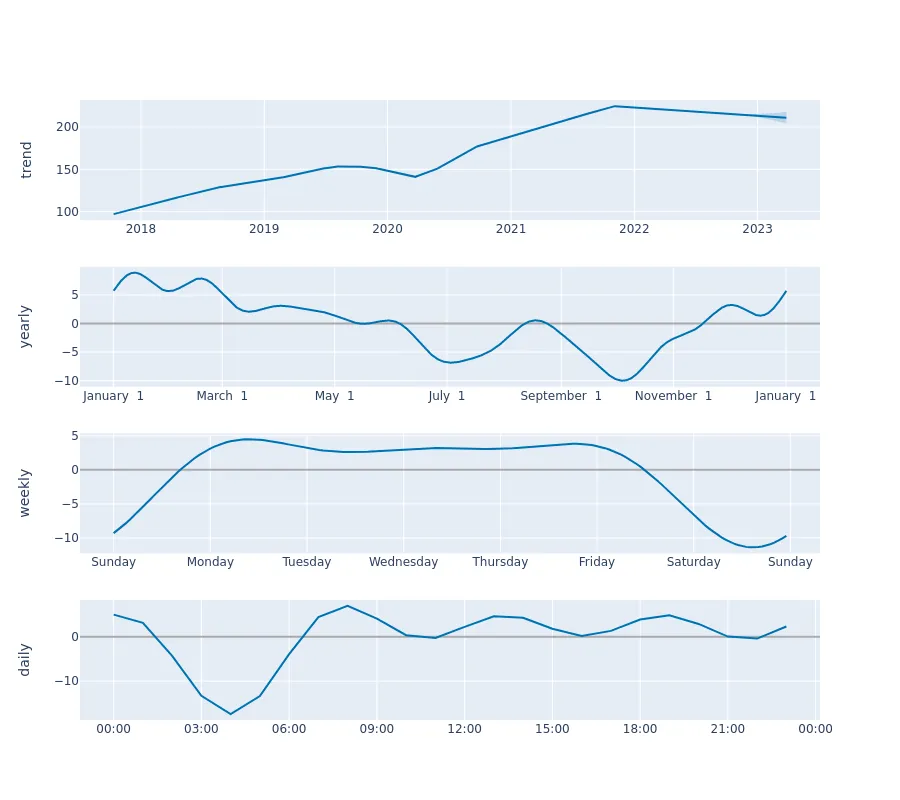 trend
200
150
100
2018 2019 2020 2021 2022 2023
yearly
5
0
−5
−10
January 1 March 1 May 1 July 1 September 1 November 1 January 1
weekly
5
0
−5
−10
Sunday Monday Tuesday Wednesday Thursday Friday Saturday Sunday
daily
0
−10
00:00 03:00 06:00 09:00 12:00 15:00 18:00 21:00 00:00